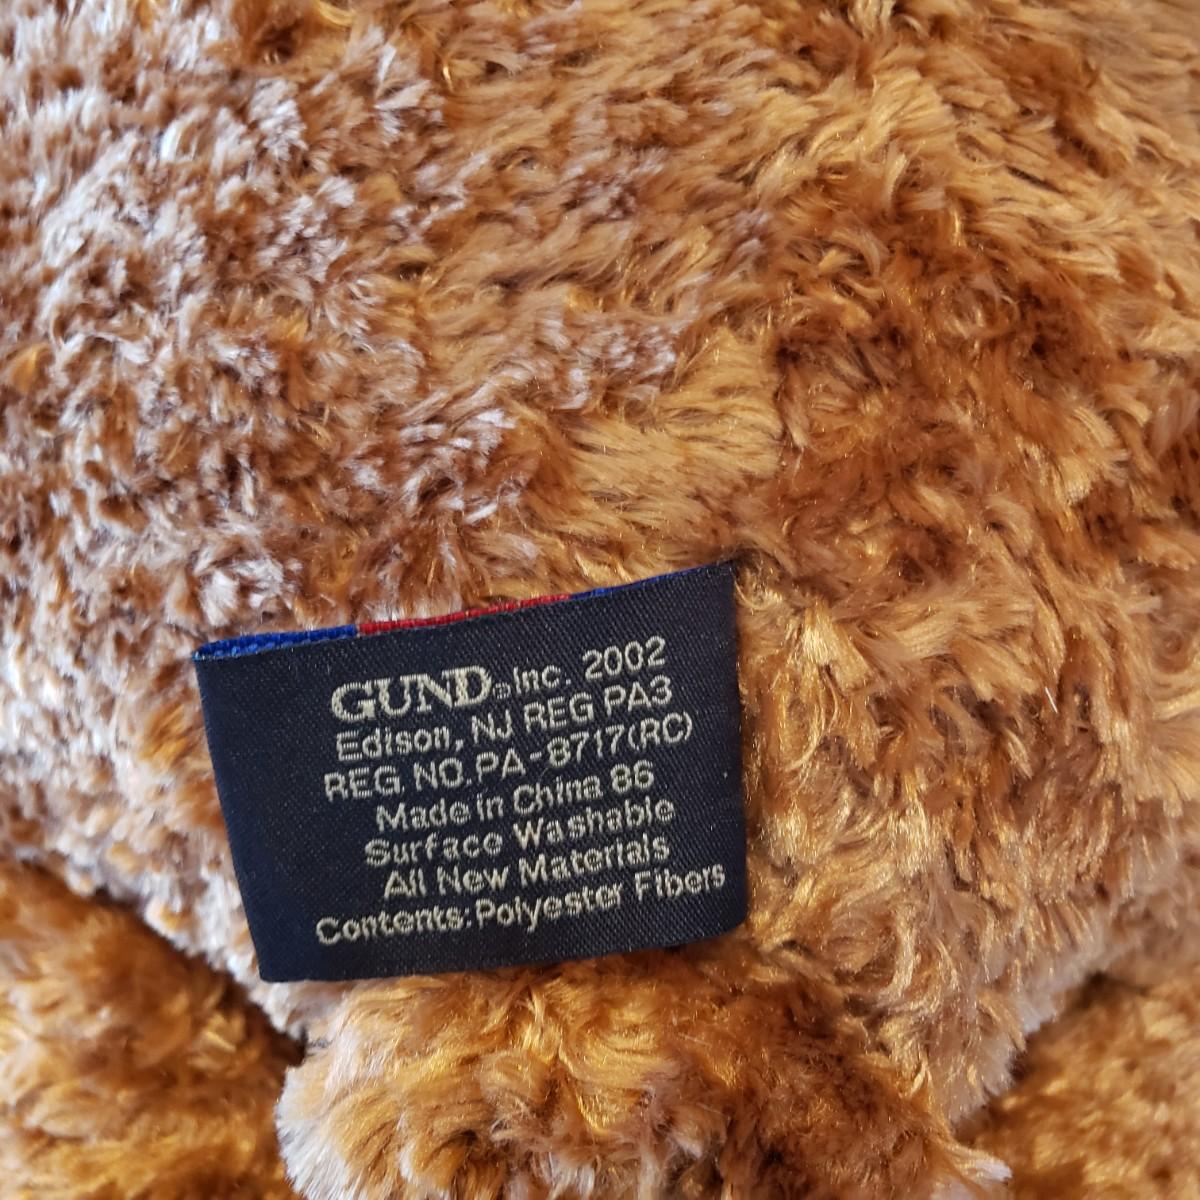 GUND® Inc. 2002
Edison, NJ REG PA3
REG. NO. PA-8717(RC)
Made in China 86
Surface Washable
All New Materials
Contents: Polyester Fibers